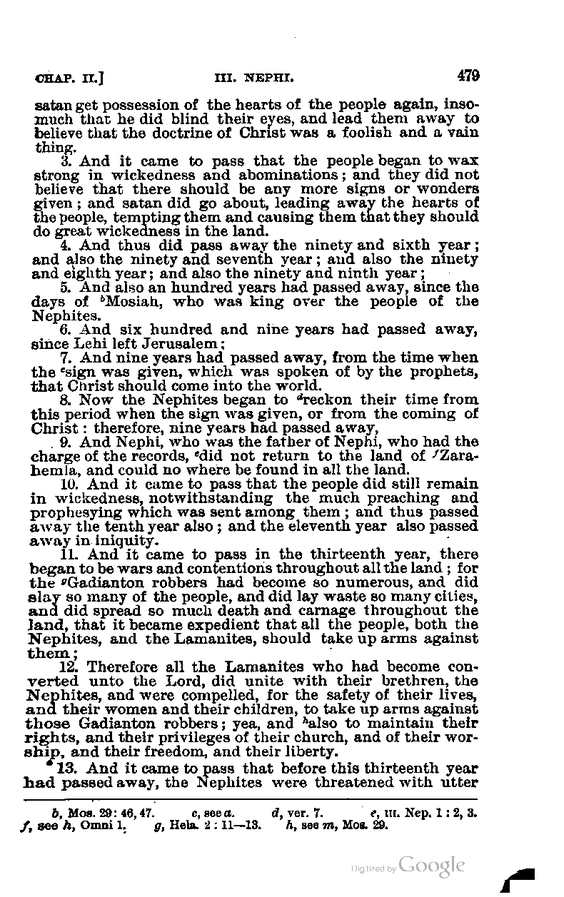 CHAP. II.] III. NEPHI. 479
satan get possession of the hearts of the people again, inso-
much that he did blind their eyes, and lead them away to
believe that the doctrine of Christ was a foolish and a vain
thing.
3. And it came to pass that the people began to wax
strong in wickedness and abominations; and they did not
believe that there should be any more signs or wonders
given; and satan did go about, leading away the hearts of
the people, tempting them and causing them that they should
do great wickedness in the land.
4. And thus did pass away the ninety and sixth year;
and also the ninety and seventh year; and also the ninety
and eighth year; and also the ninety and ninth year;
5. And also an hundred years had passed away, since the
days of ᵇMosiah, who was king over the people of the
Nephites.
6. And six hundred and nine years had passed away,
since Lehi left Jerusalem;
7. And nine years had passed away, from the time when
the ᶜsign was given, which was spoken of by the prophets,
that Christ should come into the world.
8. Now the Nephites began to ᵈreckon their time from
this period when the sign was given, or from the coming of
Christ: therefore, nine years had passed away,
9. And Nephi, who was the father of Nephi, who had the
charge of the records, ᵉdid not return to the land of ᶠZara-
hemla, and could no where be found in all the land.
10. And it came to pass that the people did still remain
in wickedness, notwithstanding the much preaching and
prophesying which was sent among them; and thus passed
away the tenth year also; and the eleventh year also passed
away in iniquity.
11. And it came to pass in the thirteenth year, there
began to be wars and contentions throughout all the land; for
the ᵍGadianton robbers had become so numerous, and did
slay so many of the people, and did lay waste so many cities,
and did spread so much death and carnage throughout the
land, that it became expedient that all the people, both the
Nephites, and the Lamanites, should take up arms against
them;
12. Therefore all the Lamanites who had become con-
verted unto the Lord, did unite with their brethren, the
Nephites, and were compelled, for the safety of their lives,
and their women and their children, to take up arms against
those Gadianton robbers; yea, and ʰalso to maintain their
rights, and their privileges of their church, and of their wor-
ship, and their freedom, and their liberty.
13. And it came to pass that before this thirteenth year
had passed away, the Nephites were threatened with utter
b, Mos. 29: 46, 47. c, see a. d, ver. 7. e, III. Nep. 1: 2, 3.
f, see h, Omni 1. g, Hela. 2: 11—13. h, see m, Mos. 29.
Digitized by Google